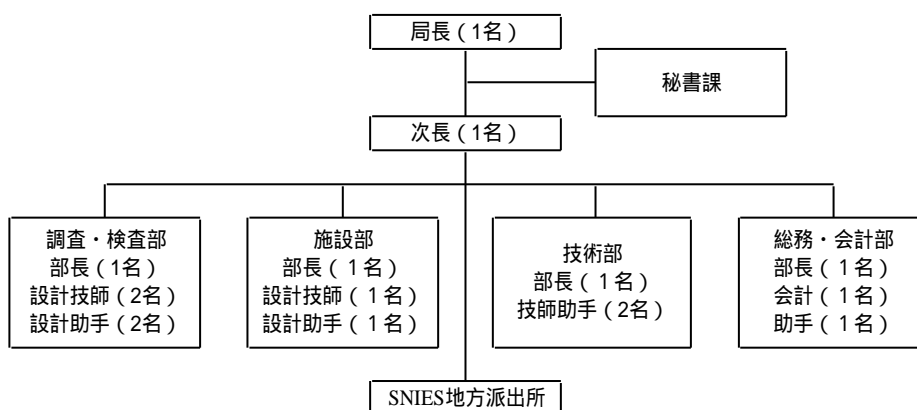 局長（1名）
秘書課
次長（1名）
調査・検査部
部長（1名）
設計技師（2名）
設計助手（2名）
施設部
部長（１名）
設計技師（１名）
設計助手（１名）
技術部
部長（１名）
技師助手（2名）
総務・会計部
部長（１名）
会計（１名）
助手（１名）
SNIES地方派出所